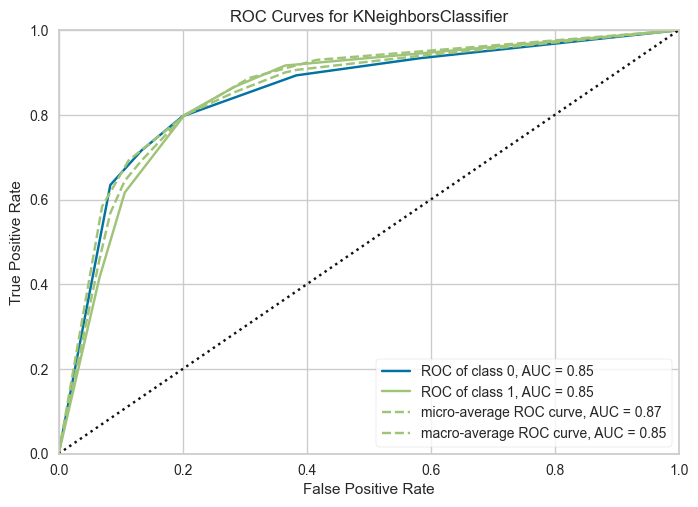 ROC Curves for KNeighborsClassifier
1.0
0.8
0.6
0.4
0.2
0.0
True Positive Rate
ROC of class 0, AUC = 0.85
ROC of class 1, AUC = 0.85
micro-average ROC curve, AUC = 0.87
macro-average ROC curve, AUC = 0.85
0.0 0.2 0.4 0.6 0.8 1.0
False Positive Rate